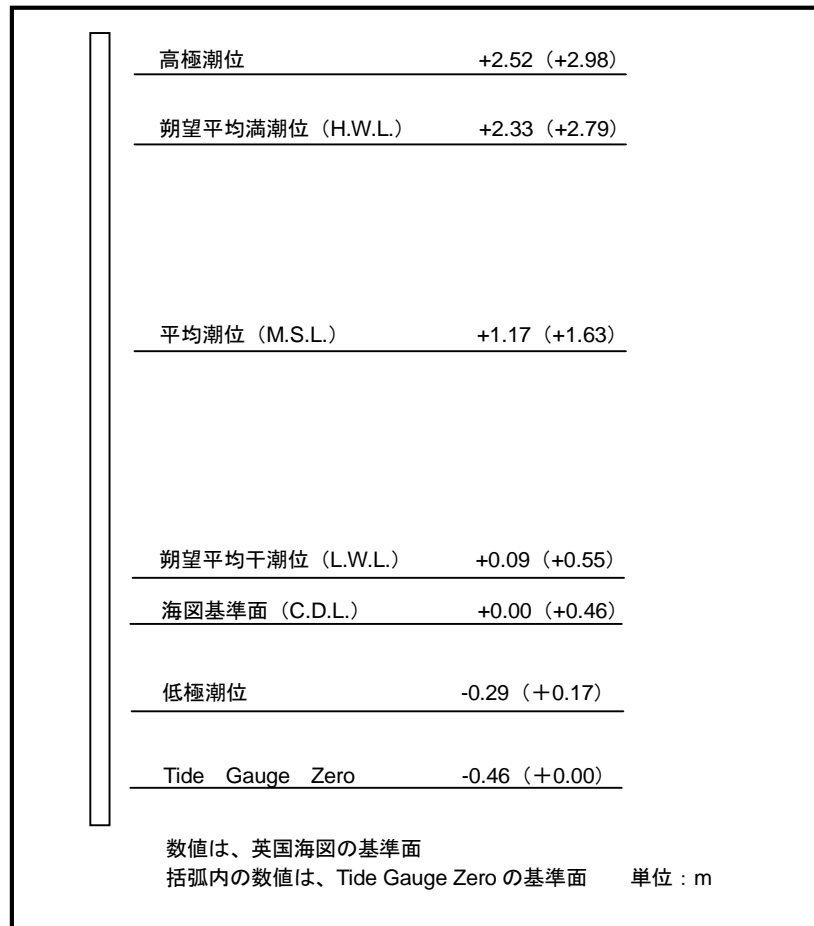 高極潮位 +2.52（+2.98）
朔望平均満潮位（H.W.L.） +2.33（+2.79）
平均潮位（M.S.L.） +1.17（+1.63）
朔望平均干潮位（L.W.L.） +0.09（+0.55）
海図基準面（C.D.L.） +0.00（+0.46）
低極潮位 -0.29（＋0.17）
Tide　Gauge　Zero -0.46（＋0.00）
数値は、英国海図の基準面
括弧内の数値は、Tide Gauge Zero の基準面　　単位：m